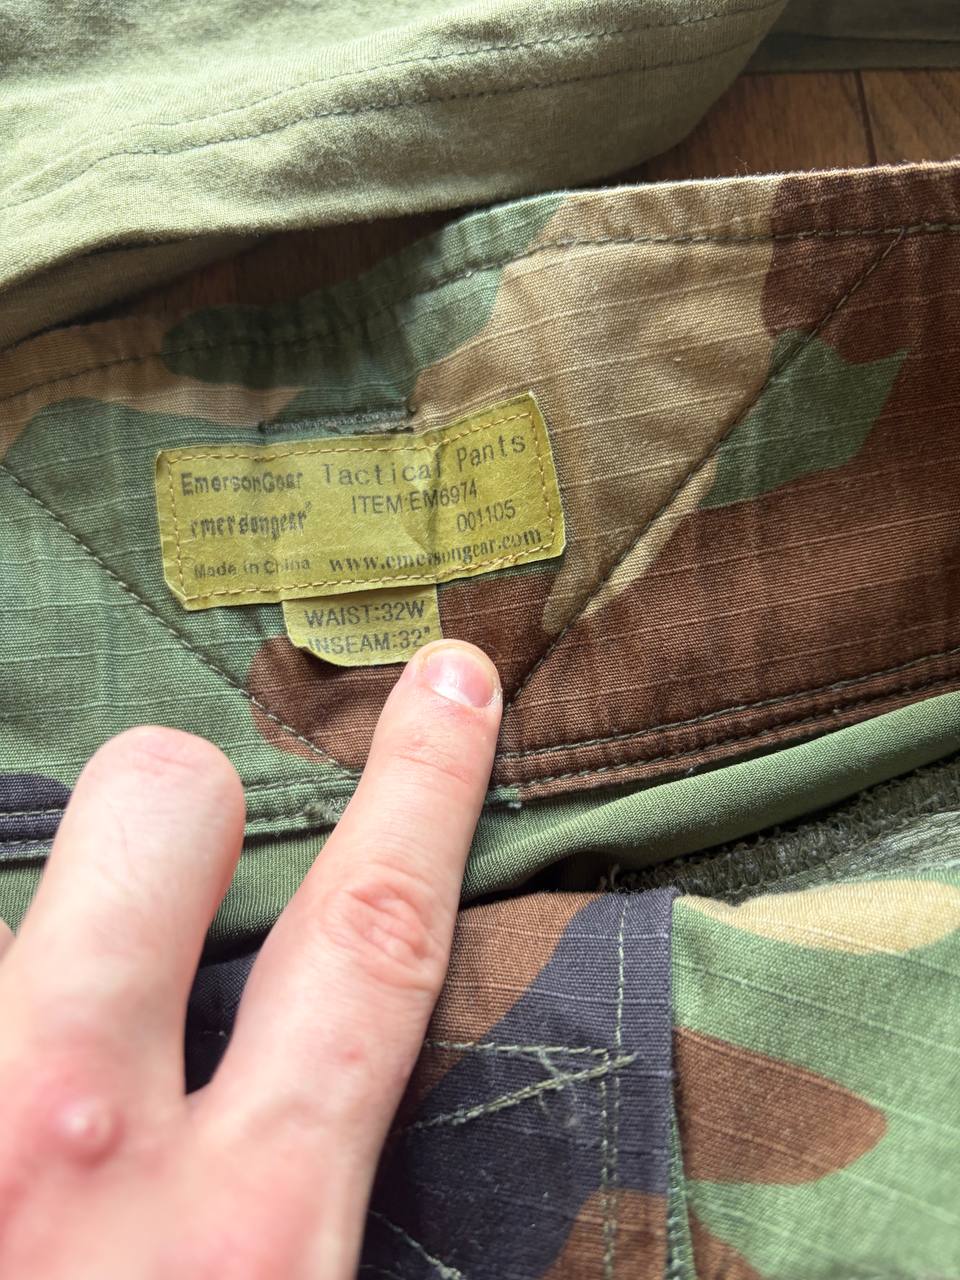 EmersonGear Tactical Pants
emersongear®
ITEM:EM6974
001105
Made in China www.emersongear.com
WAIST:32W
INSEAM:32"